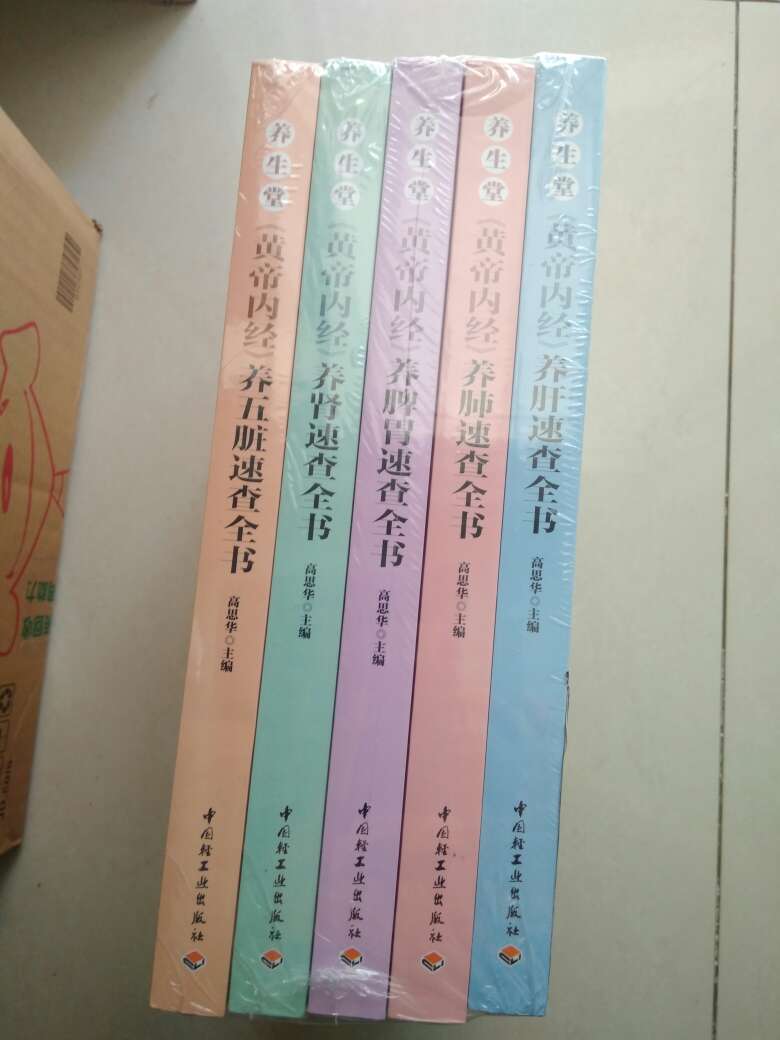 养生堂《黄帝内经》养五脏速查全书
高思华◎主编
中国轻工业出版社
养生堂《黄帝内经》养肾速查全书
高思华◎主编
中国轻工业出版社
养生堂《黄帝内经》养脾胃速查全书
高思华◎主编
中国轻工业出版社
养生堂《黄帝内经》养肺速查全书
高思华◎主编
中国轻工业出版社
养生堂《黄帝内经》养肝速查全书
高思华◎主编
中国轻工业出版社